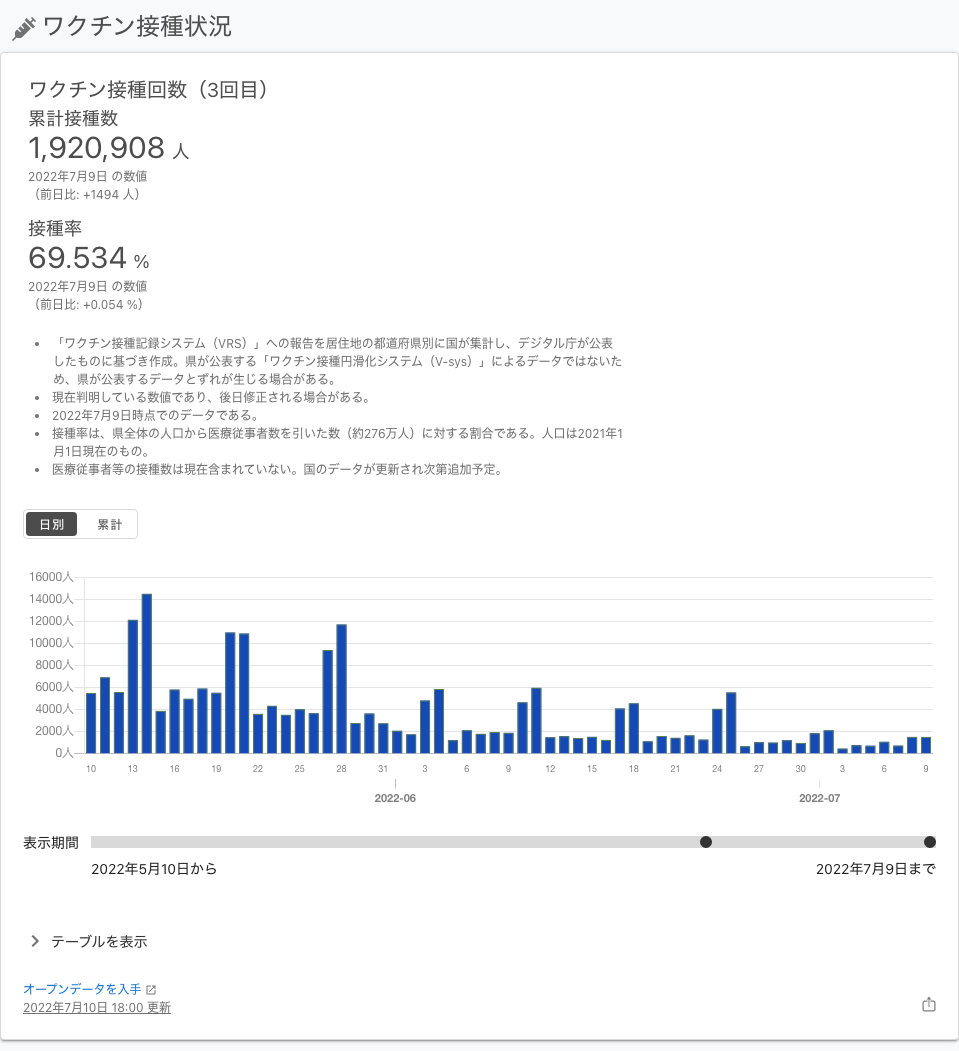 ワクチン接種状況
ワクチン接種回数（3回目）
累計接種数
1,920,908 人
2022年7月9日 の数値
（前日比: +1494 人）
接種率
69.534 %
2022年7月9日 の数値
（前日比: +0.054 %）
「ワクチン接種記録システム（VRS）」への報告を居住地の都道府県別に国が集計し、デジタル庁が公表
したものに基づき作成。県が公表する「ワクチン接種円滑化システム（V-sys）」によるデータではないた
め、県が公表するデータとずれが生じる場合がある。
現在判明している数値であり、後日修正される場合がある。
2022年7月9日時点でのデータである。
接種率は、県全体の人口から医療従事者数を引いた数（約276万人）に対する割合である。人口は2021年1
月1日現在のもの。
医療従事者等の接種数は現在含まれていない。国のデータが更新され次第追加予定。
日別 累計
16000人
14000人
12000人
10000人
8000人
6000人
4000人
2000人
0人
10 13 16 19 22 25 28 31 3 6 9 12 15 18 21 24 27 30 3 6 9
2022-06 2022-07
表示期間
2022年5月10日から 2022年7月9日まで
テーブルを表示
オープンデータを入手
2022年7月10日 18:00 更新